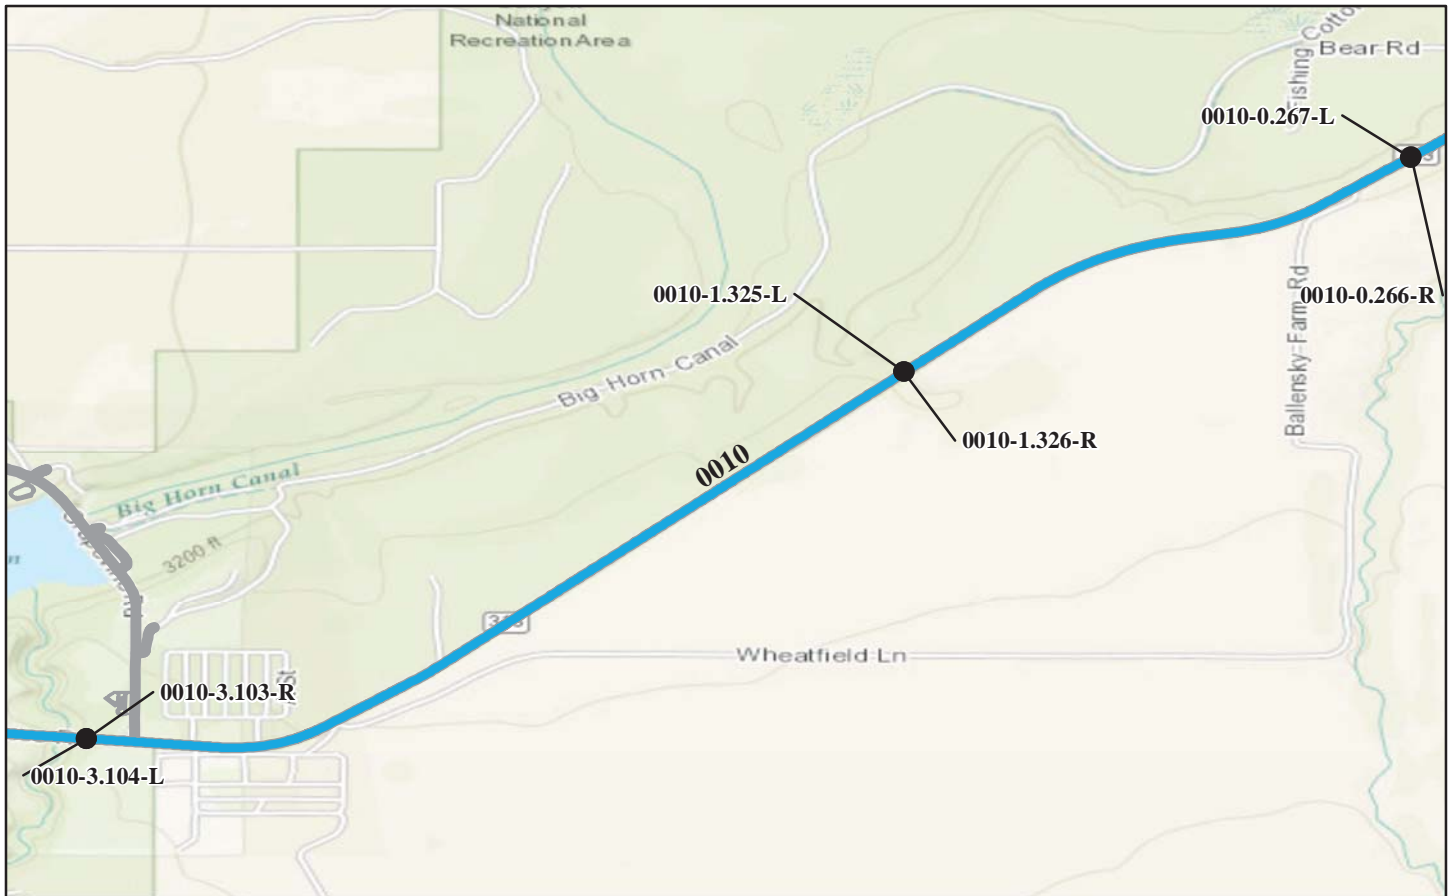 National
Recreation Area
Bear Rd
0010-0.267-L
0010-1.325-L
0010-0.266-R
Ballensky Farm Rd
Big Horn Canal
0010-1.326-R
0010
Big Horn Canal
3200 ft
Wheatfield Ln
St
0010-3.103-R
0010-3.104-L